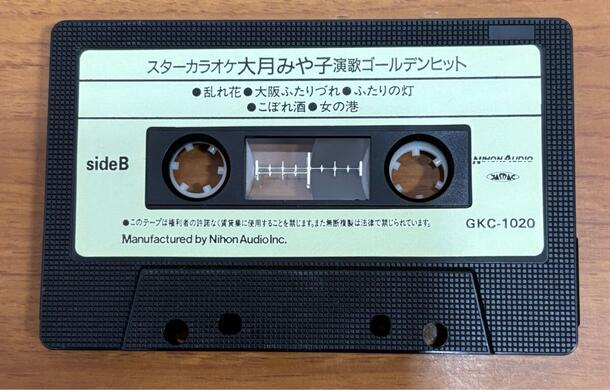 スターカラオケ大月みや子演歌ゴールデンヒット
●乱れ花●大阪ふたりづれ●ふたりの灯
●こぼれ酒●女の港
sideB
NIHON AUDIO
●このテープは権利者の許諾なく賃貸業に使用することを禁じます。また無断複製は法律で禁じられています。
GKC-1020
Manufactured by Nihon Audio Inc.